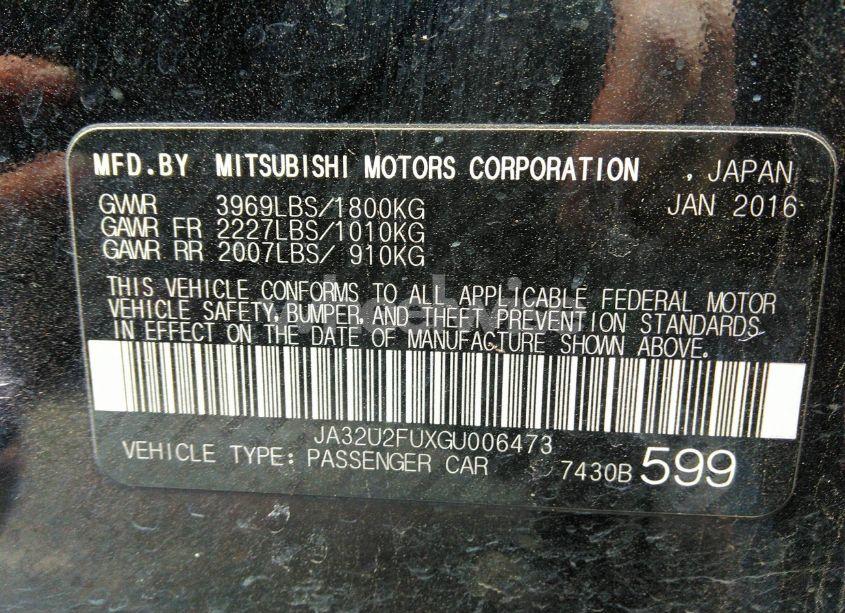 MFD.BY MITSUBISHI MOTORS CORPORATION , JAPAN
GVWR 3969LBS/1800KG JAN 2016
GAWR FR 2227LBS/1010KG
GAWR RR 2007LBS/ 910KG
THIS VEHICLE CONFORMS TO ALL APPLICABLE FEDERAL MOTOR
VEHICLE SAFETY,BUMPER,AND THEFT PREVENTION STANDARDS
IN EFFECT ON THE DATE OF MANUFACTURE SHOWN ABOVE.
JA32U2FUXGU006473
VEHICLE TYPE: PASSENGER CAR 7430B 599